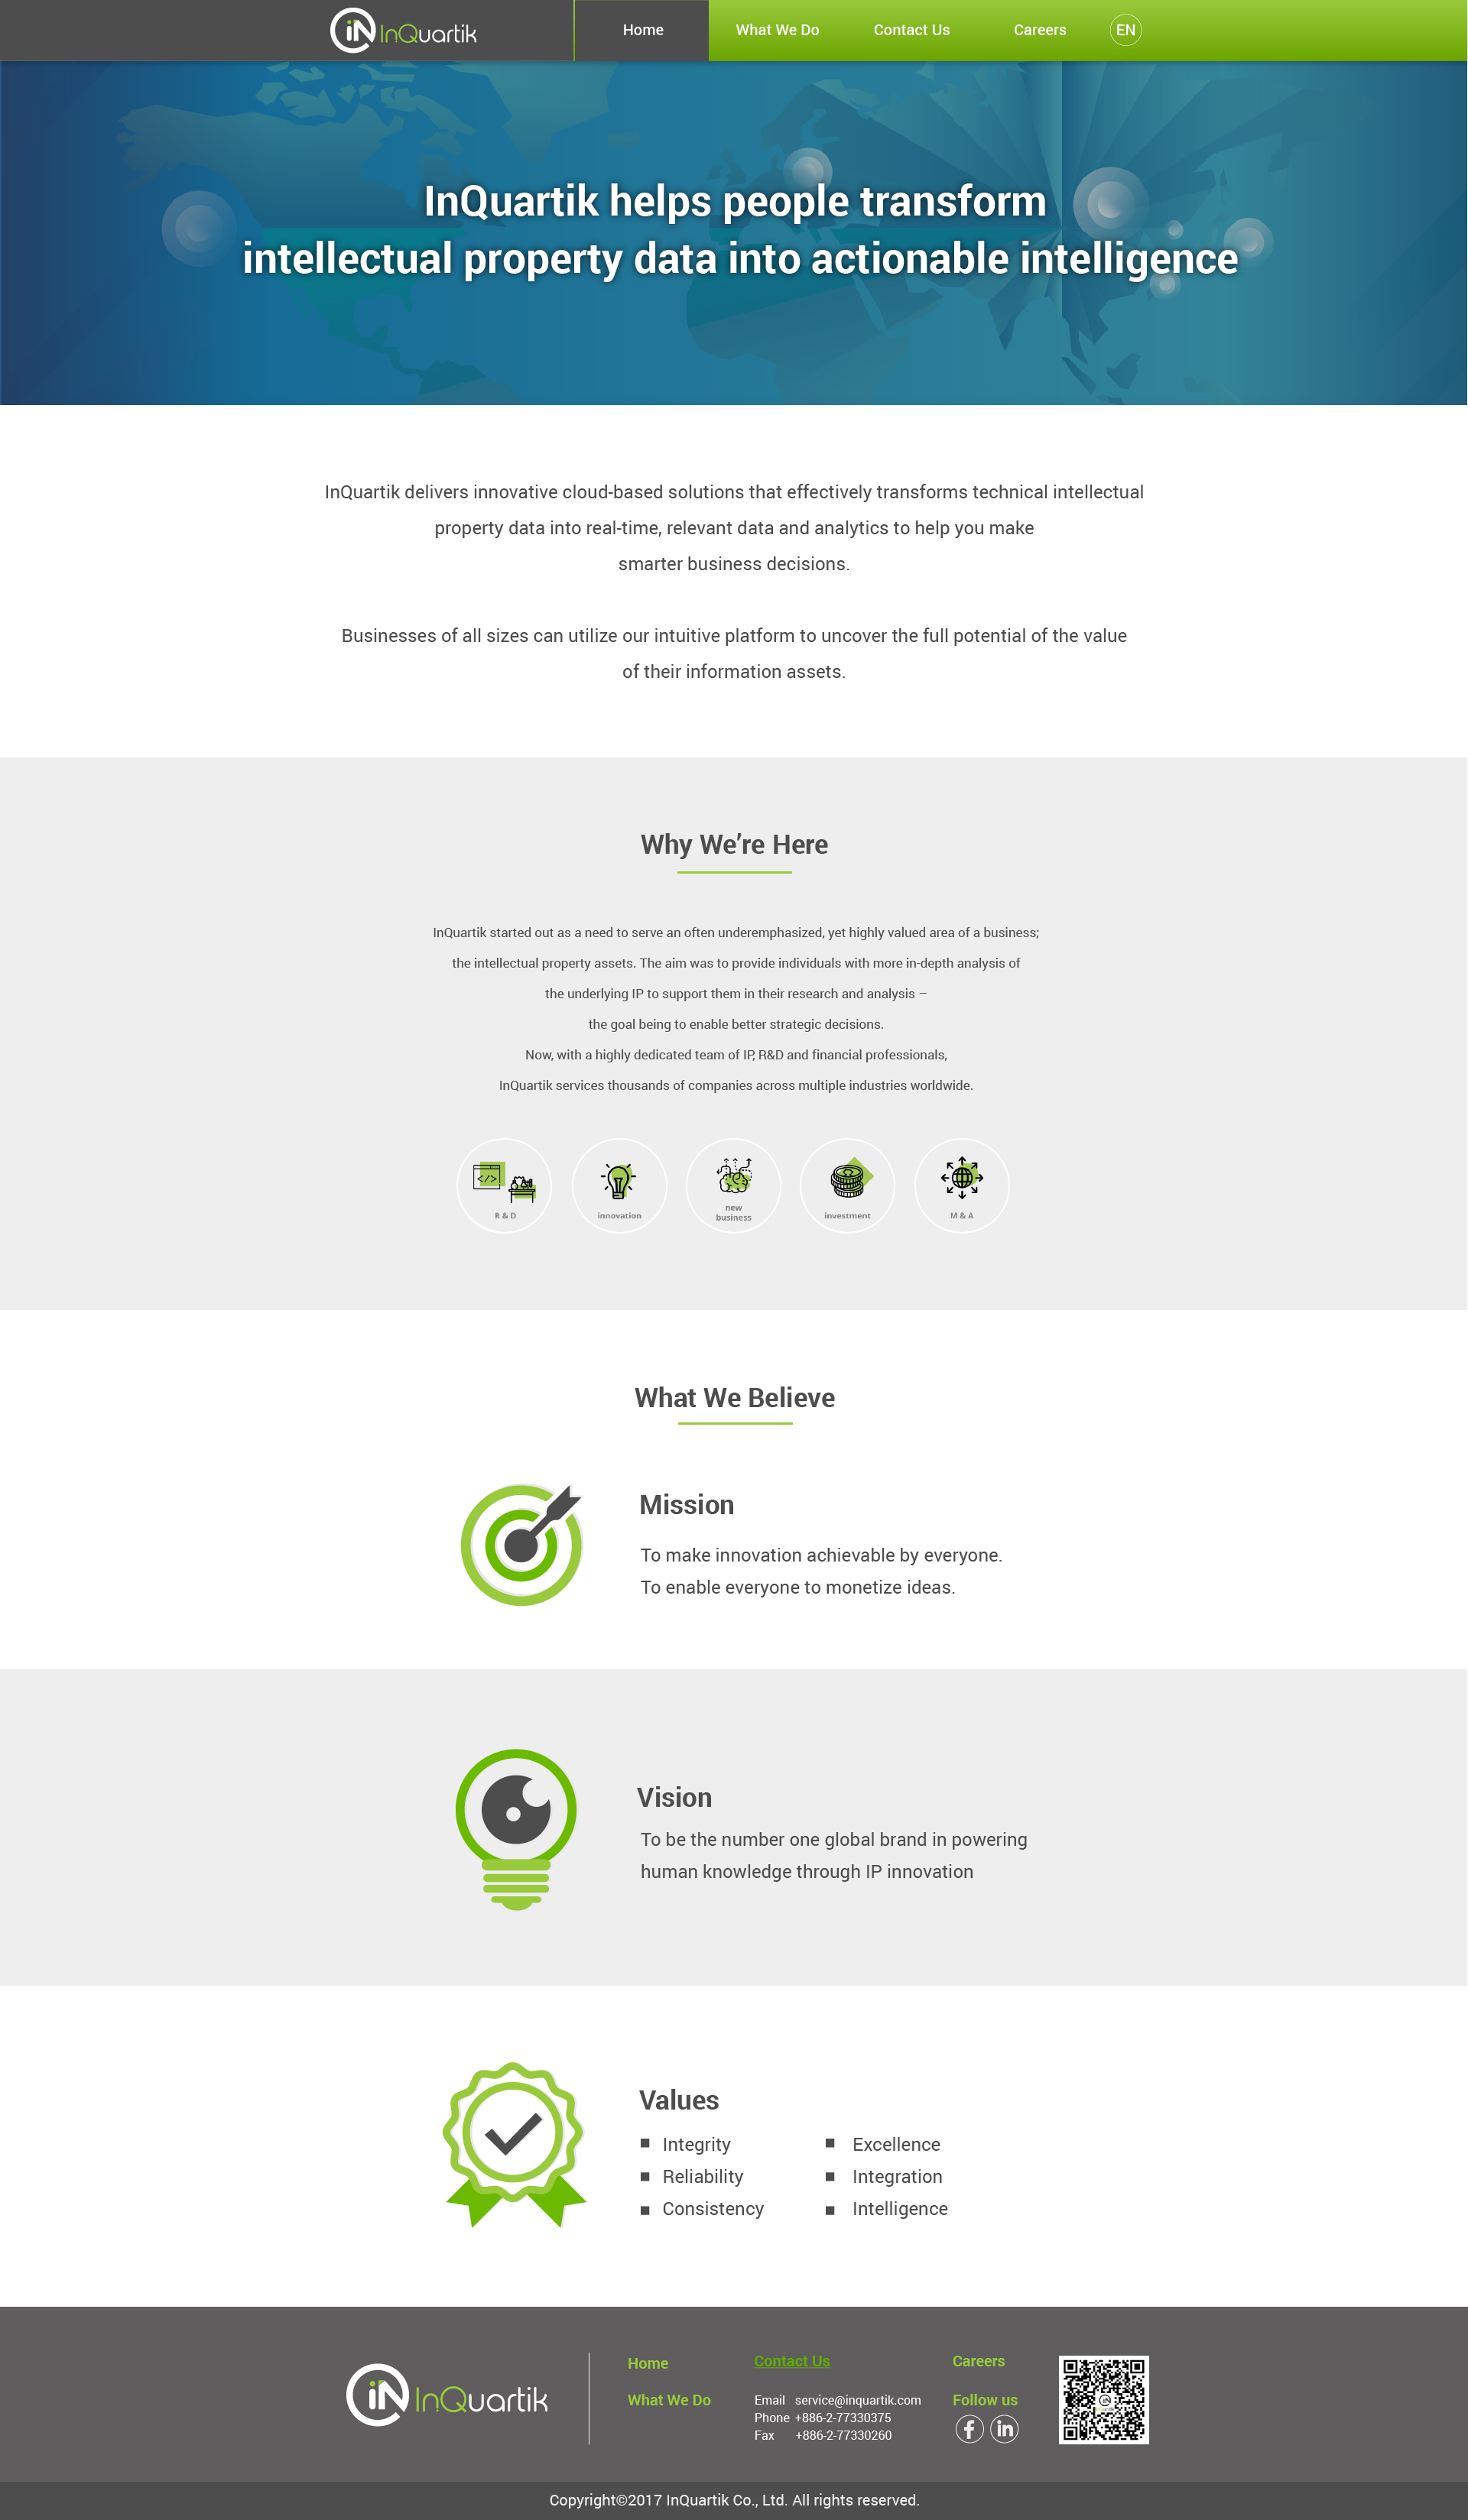 iN InQuartik
Home
What We Do
Contact Us
Careers
EN
InQuartik helps people transform
intellectual property data into actionable intelligence
InQuartik delivers innovative cloud-based solutions that effectively transforms technical intellectual
property data into real-time, relevant data and analytics to help you make
smarter business decisions.
Businesses of all sizes can utilize our intuitive platform to uncover the full potential of the value
of their information assets.
Why We’re Here
InQuartik started out as a need to serve an often underemphasized, yet highly valued area of a business;
the intellectual property assets. The aim was to provide individuals with more in-depth analysis of
the underlying IP to support them in their research and analysis –
the goal being to enable better strategic decisions.
Now, with a highly dedicated team of IP, R&D and financial professionals,
InQuartik services thousands of companies across multiple industries worldwide.
R & D
innovation
new
business
investment
M & A
What We Believe
Mission
To make innovation achievable by everyone.
To enable everyone to monetize ideas.
Vision
To be the number one global brand in powering
human knowledge through IP innovation
Values
Integrity
Reliability
Consistency
Excellence
Integration
Intelligence
iN InQuartik
Home
What We Do
Contact Us
Email service@inquartik.com
Phone +886-2-77330375
Fax +886-2-77330260
Careers
Follow us
f in
iN
Copyright©2017 InQuartik Co., Ltd. All rights reserved.